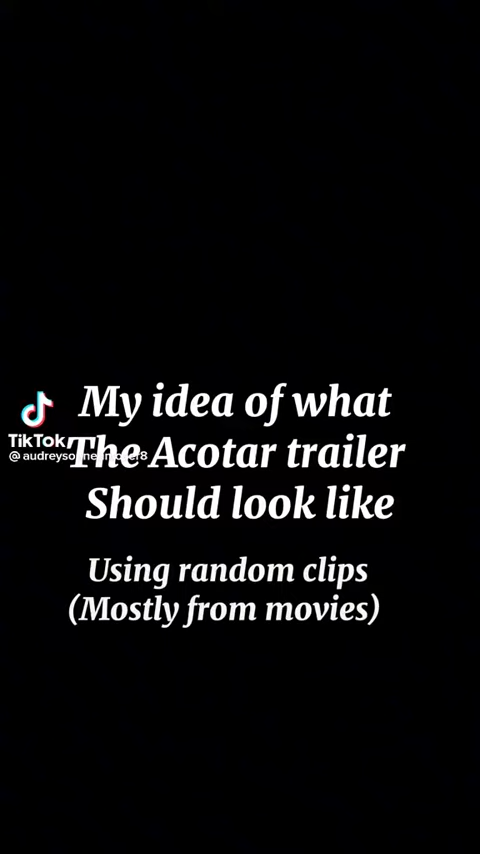 My idea of what
TikTok
The Acotar trailer
Should look like
Using random clips
(Mostly from movies)